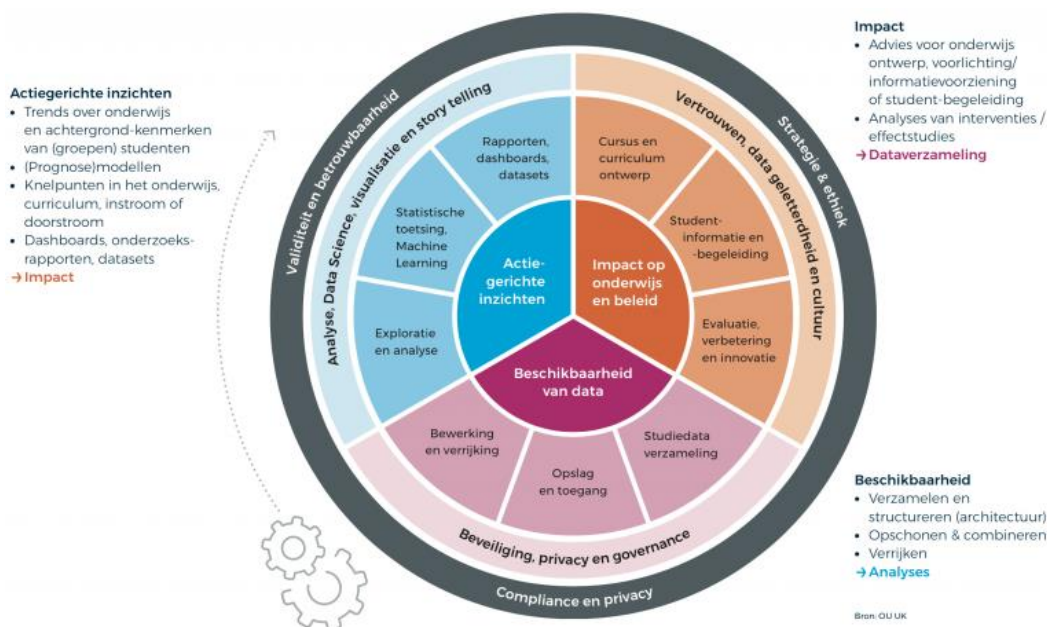 Actiegerichte inzichten
• Trends over onderwijs
en achtergrond-kenmerken
van (groepen) studenten
• (Prognose)modellen
• Knelpunten in het onderwijs,
curriculum, instroom of
doorstroom
• Dashboards, onderzoeks-
rapporten, datasets
→ Impact
Validiteit en betrouwbaarheid
Strategie & ethiek
Compliance en privacy
Analyse, Data Science, visualisatie en story telling
Vertrouwen, data geletterdheid en cultuur
Beveiliging, privacy en governance
Rapporten,
dashboards,
datasets
Statistische
toetsing,
Machine
Learning
Exploratie
en analyse
Cursus en
curriculum
ontwerp
Student-
informatie en
-begeleiding
Evaluatie,
verbetering
en innovatie
Actie-
gerichte
inzichten
Impact op
onderwijs
en beleid
Beschikbaarheid
van data
Bewerking
en verrijking
Opslag
en toegang
Studiedata
verzameling
Impact
• Advies voor onderwijs
ontwerp, voorlichting/
informatievoorziening
of student-begeleiding
• Analyses van interventies /
effectstudies
→ Dataverzameling
Beschikbaarheid
• Verzamelen en
structureren (architectuur)
• Opschonen & combineren
• Verrijken
→ Analyses
Bron: OU UK